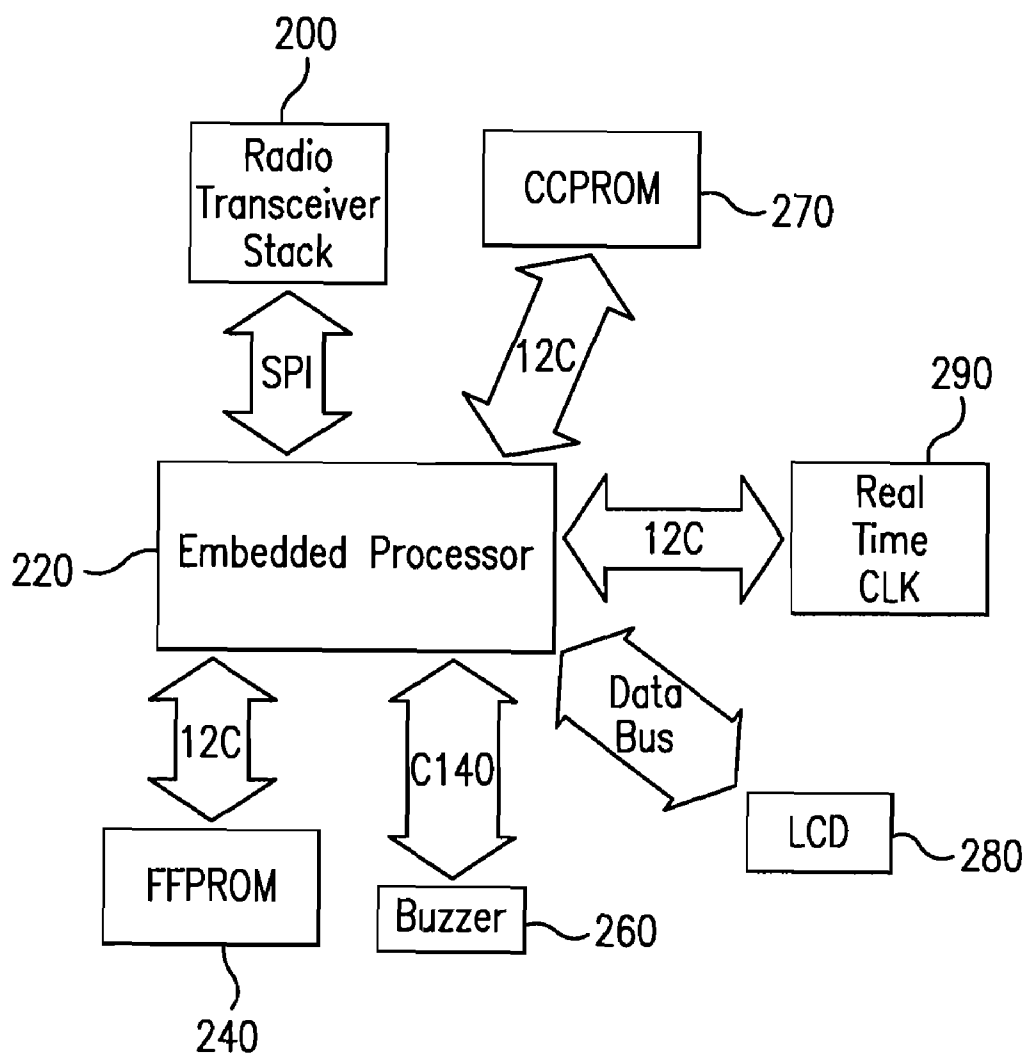 200
Radio
Transceiver
Stack
CCPROM
270
SPI
12C
290
Real
Time
CLK
12C
220
Embedded Processor
12C
C140
Data
Bus
FFPROM
240
Buzzer
260
LCD
280